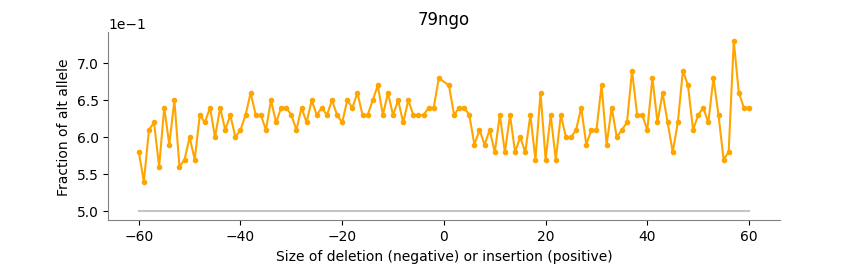 79ngo
1e−1
Fraction of alt allele
7.0
6.5
6.0
5.5
5.0
−60 −40 −20 0 20 40 60
Size of deletion (negative) or insertion (positive)